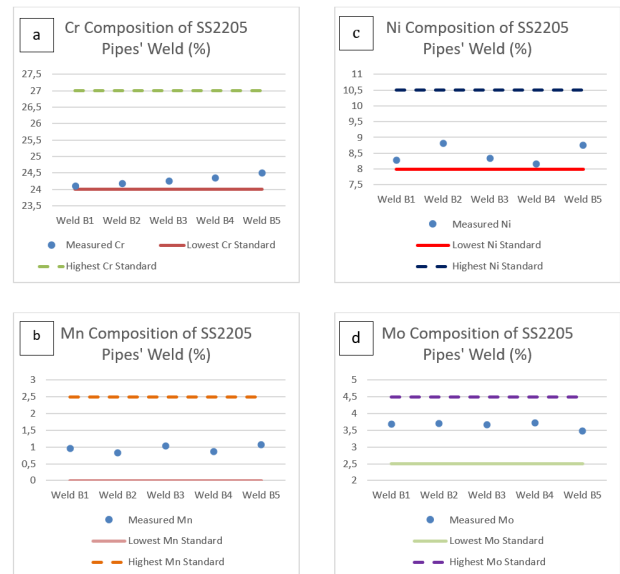 a
Cr Composition of SS2205
Pipes' Weld (%)
27,5
27
26,5
26
25,5
25
24,5
24
23,5
Weld B1 Weld B2 Weld B3 Weld B4 Weld B5
Measured Cr Lowest Cr Standard
Highest Cr Standard
c
Ni Composition of SS2205
Pipes' Weld (%)
11
10,5
10
9,5
9
8,5
8
7,5
Weld B1 Weld B2 Weld B3 Weld B4 Weld B5
Measured Ni
Lowest Ni Standard
Highest Ni Standard
b
Mn Composition of SS2205
Pipes' Weld (%)
3
2,5
2
1,5
1
0,5
0
Weld B1 Weld B2 Weld B3 Weld B4 Weld B5
Measured Mn
Lowest Mn Standard
Highest Mn Standard
d
Mo Composition of SS2205
Pipes' Weld (%)
5
4,5
4
3,5
3
2,5
2
Weld B1 Weld B2 Weld B3 Weld B4 Weld B5
Measured Mo
Lowest Mo Standard
Highest Mo Standard